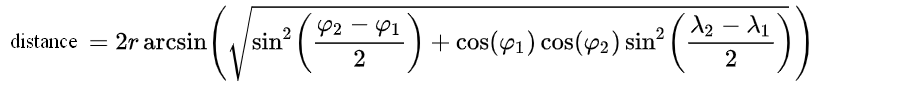 distance = 2r arcsin(√(sin²((φ₂ − φ₁)/2) + cos(φ₁) cos(φ₂) sin²((λ₂ − λ₁)/2)))